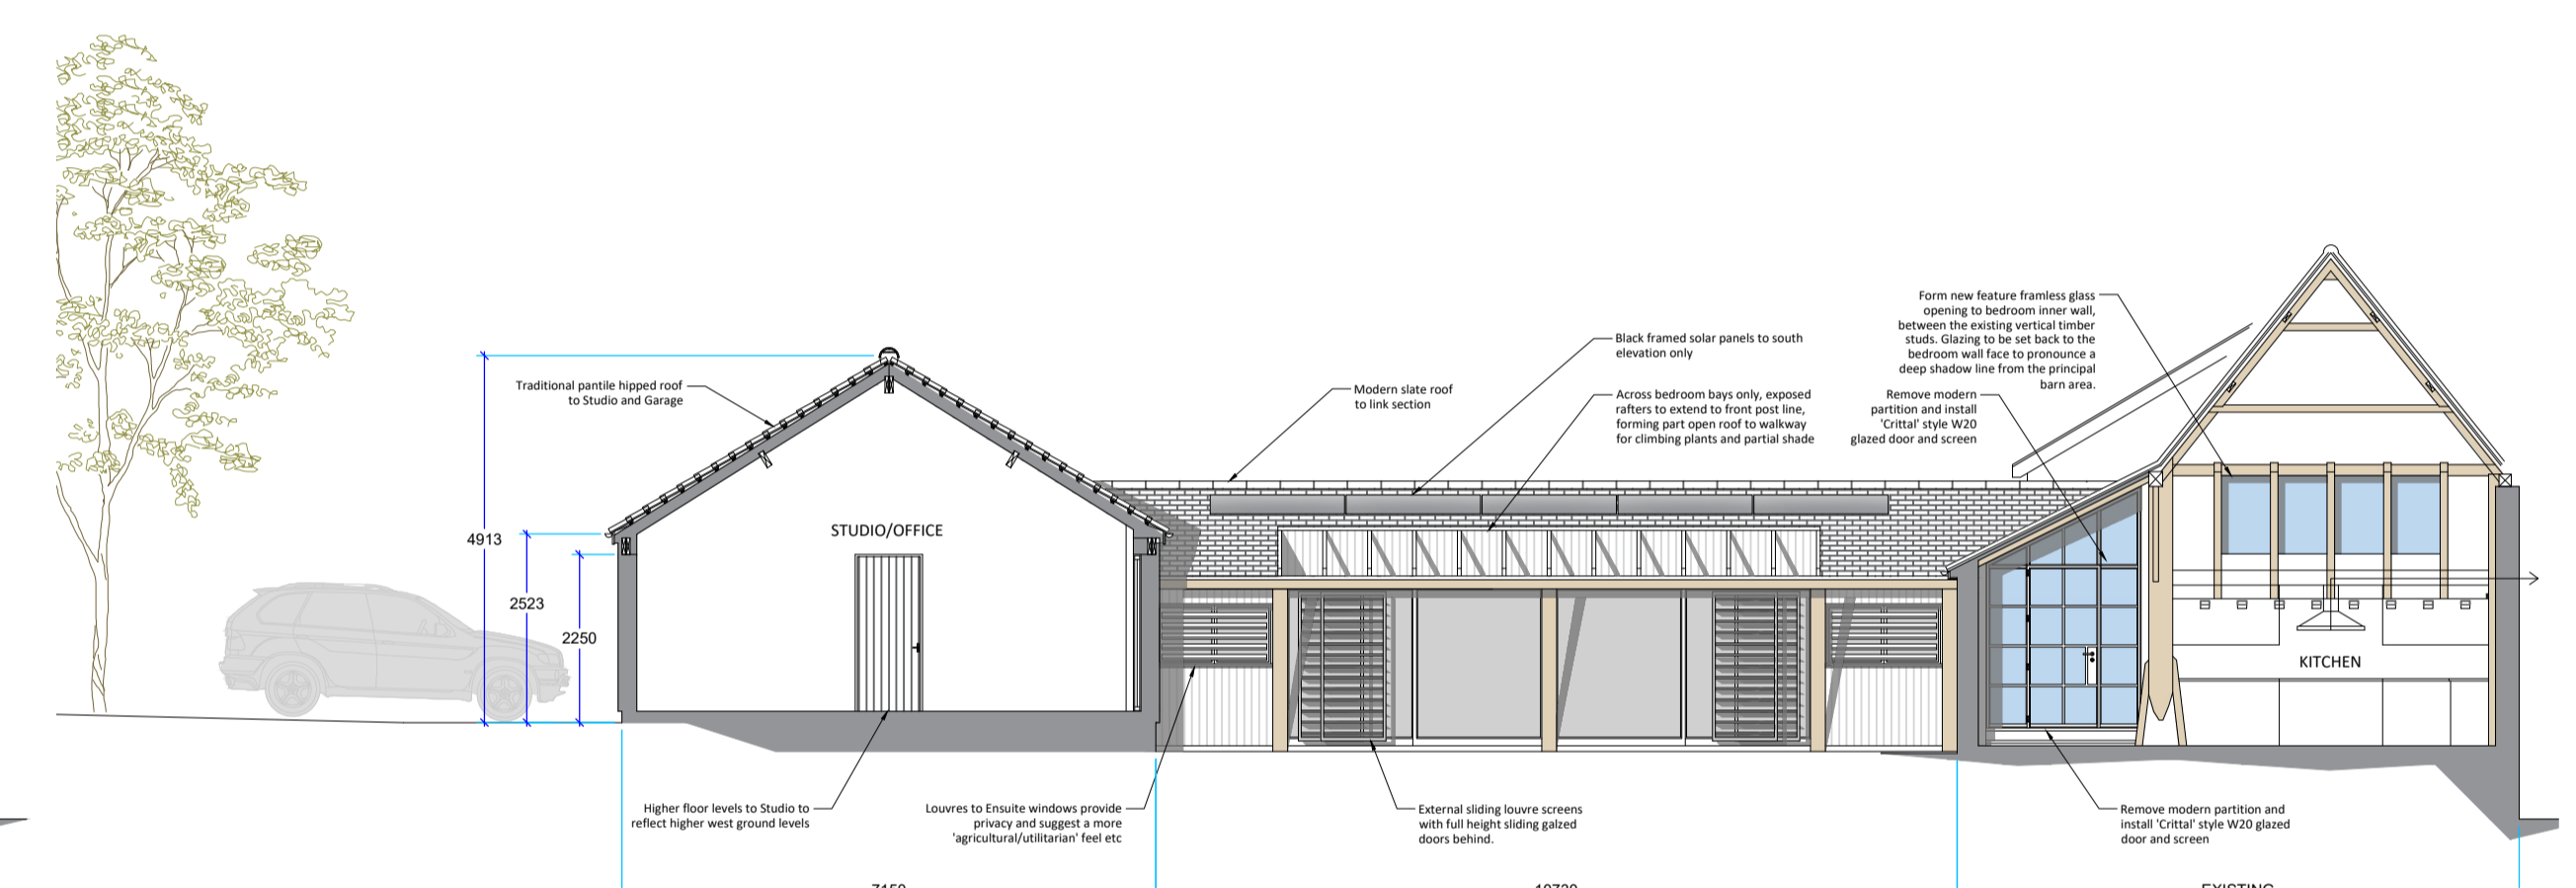 Traditional pantile hipped roof
to Studio and Garage
4913
2523
2250
STUDIO/OFFICE
Higher floor levels to Studio to
reflect higher west ground levels
Louvres to Ensuite windows provide
privacy and suggest a more
'agricultural/utilitarian' feel etc
Modern slate roof
to link section
Black framed solar panels to south
elevation only
Across bedroom bays only, exposed
rafters to extend to front post line,
forming part open roof to walkway
for climbing plants and partial shade
External sliding louvre screens
with full height sliding galzed
doors behind.
Form new feature framless glass
opening to bedroom inner wall,
between the existing vertical timber
studs. Glazing to be set back to the
bedroom wall face to pronounce a
deep shadow line from the principal
barn area.
Remove modern
partition and install
'Crittal' style W20
glazed door and screen
KITCHEN
Remove modern partition and
install 'Crittal' style W20 glazed
door and screen
EXISTING